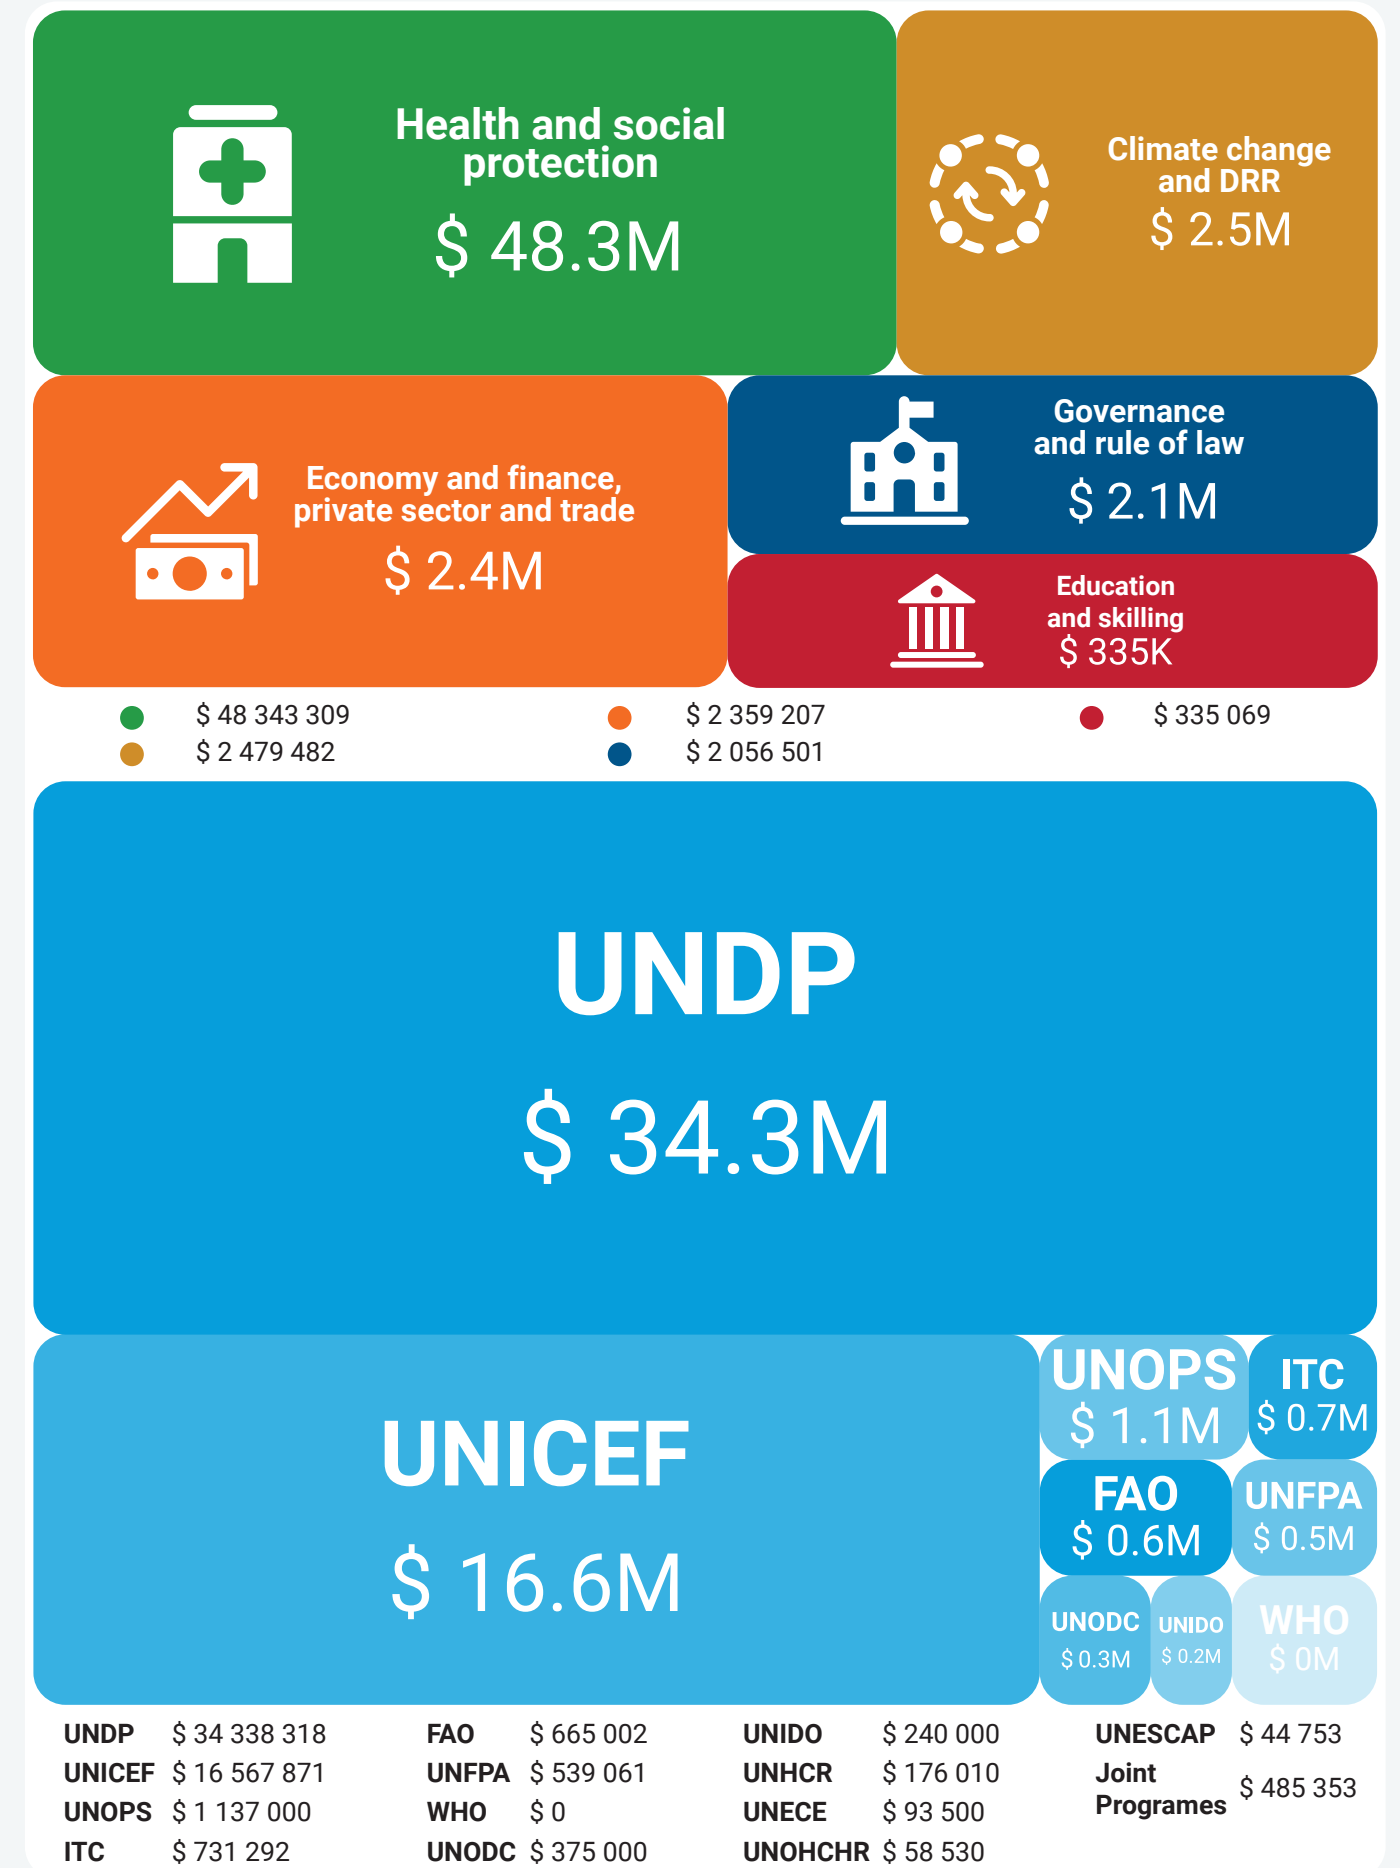 Health and social
protection
$ 48.3M
Climate change
and DRR
$ 2.5M
Economy and finance,
private sector and trade
$ 2.4M
Governance
and rule of law
$ 2.1M
Education
and skilling
$ 335K
$ 48 343 309
$ 2 359 207
$ 335 069
$ 2 479 482
$ 2 056 501
UNDP
$ 34.3M
UNICEF
$ 16.6M
UNOPS
$ 1.1M
ITC
$ 0.7M
FAO
$ 0.6M
UNFPA
$ 0.5M
UNODC
$ 0.3M
UNIDO
$ 0.2M
WHO
$ 0M
UNDP $ 34 338 318
UNICEF $ 16 567 871
UNOPS $ 1 137 000
ITC $ 731 292
FAO $ 665 002
UNFPA $ 539 061
WHO $ 0
UNODC $ 375 000
UNIDO $ 240 000
UNHCR $ 176 010
UNECE $ 93 500
UNOHCHR $ 58 530
UNESCAP $ 44 753
Joint
Programes $ 485 353